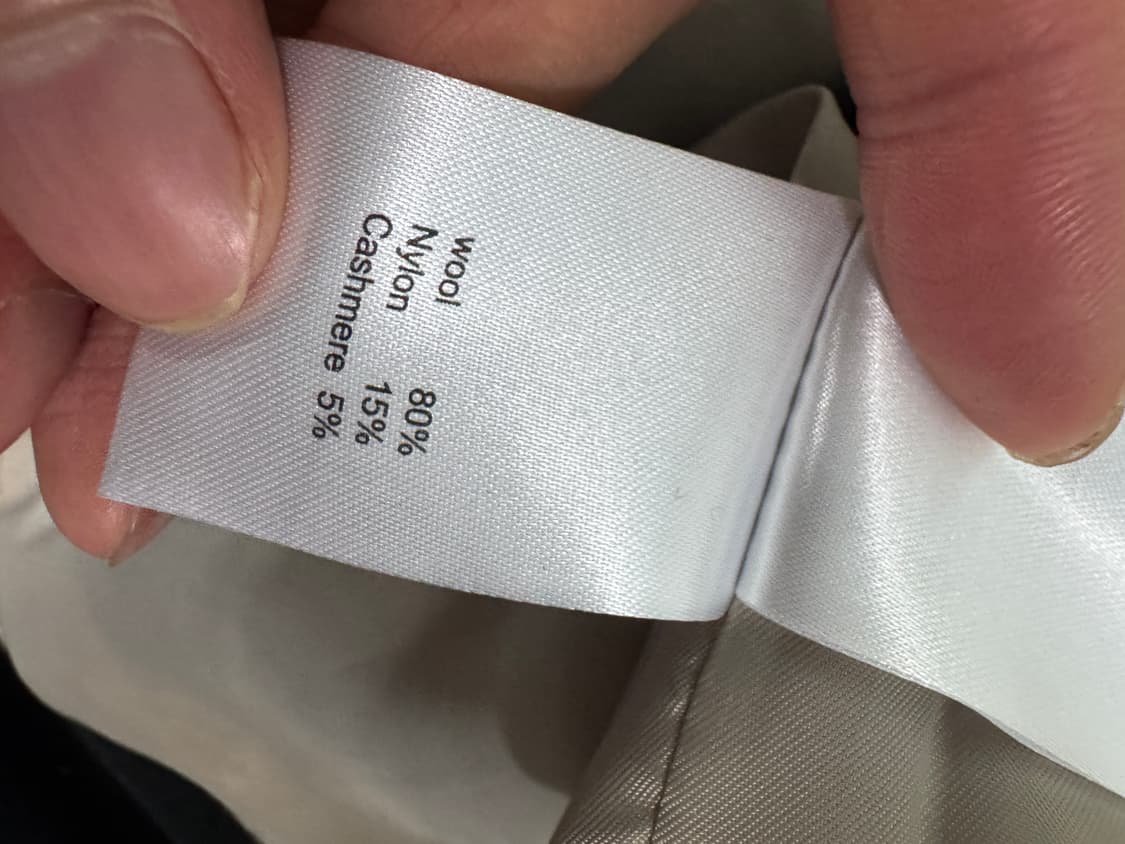 wool 80%
Nylon 15%
Cashmere 5%